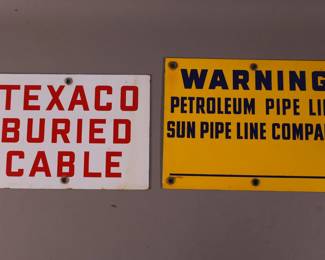 TEXACO
BURIED
CABLE
WARNING
PETROLEUM PIPE LI
SUN PIPE LINE COMPA